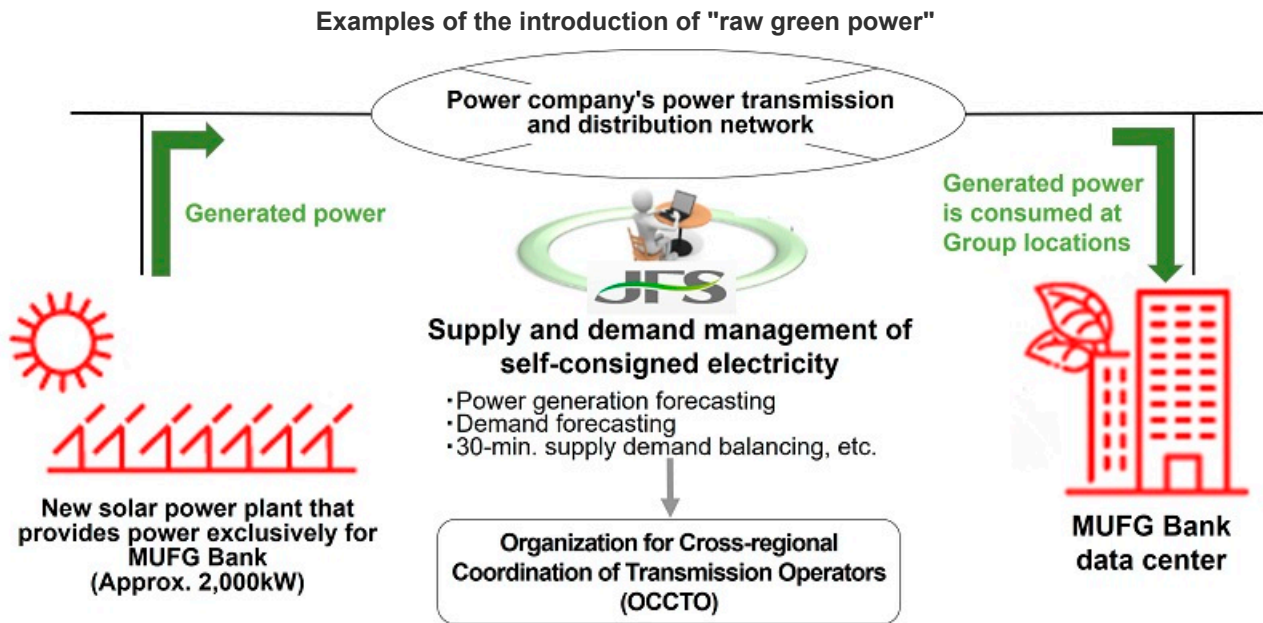 Examples of the introduction of "raw green power"
Power company's power transmission
and distribution network
Generated power
Generated power
is consumed at
Group locations
JFS
Supply and demand management of
self-consigned electricity
・Power generation forecasting
・Demand forecasting
・30-min. supply demand balancing, etc.
New solar power plant that
provides power exclusively for
MUFG Bank
(Approx. 2,000kW)
Organization for Cross-regional
Coordination of Transmission Operators
(OCCTO)
MUFG Bank
data center